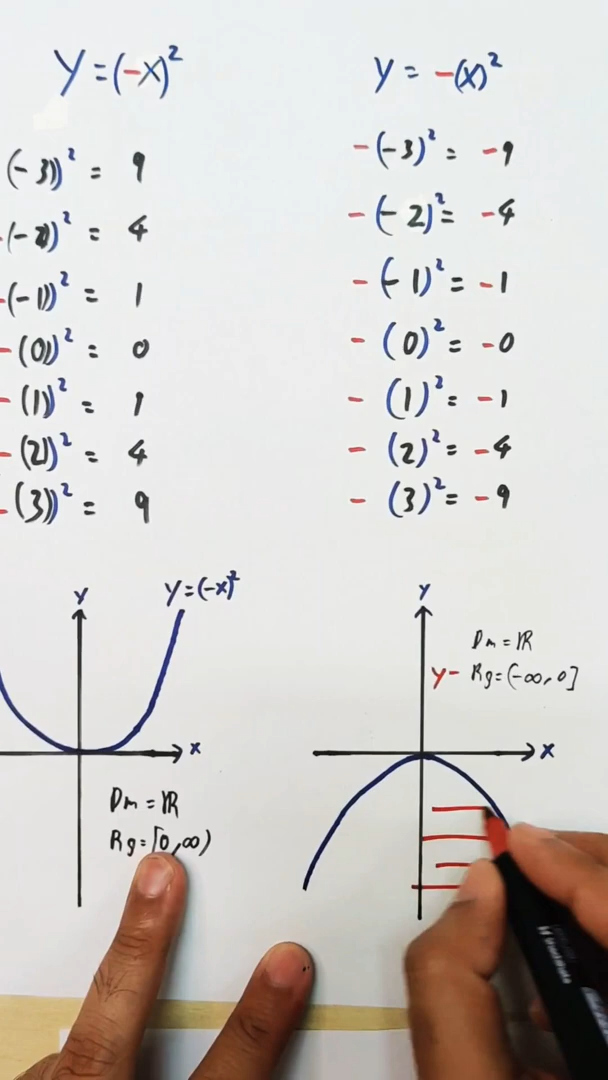 Y=(-x)²
(-3))² = 9
(-2))² = 4
-(-1))² = 1
-(0))² = 0
-(1))² = 1
-(2))² = 4
-(3))² = 9
y = -(x)²
-(-3)² = -9
-(-2)² = -4
-(-1)² = -1
-(0)² = -0
-(1)² = -1
-(2)² = -4
-(3)² = -9
Y
Y=(-x)²
X
Dm=ℝ
Rg=[0,∞)
Y
Dm=ℝ
Y- Rg=(-∞,0]
X